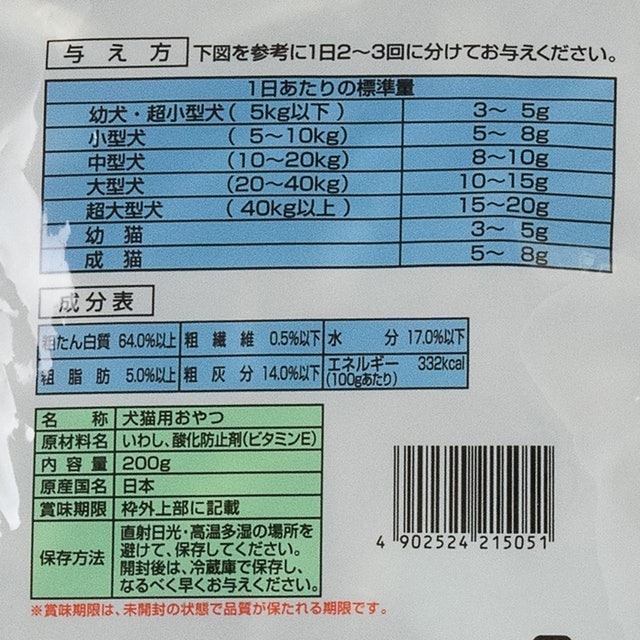 与え方 下図を参考に1日2〜3回に分けてお与えください。
1日あたりの標準量
幼犬・超小型犬（ 5kg以下 ） 3〜 5g
小型犬 （ 5〜10kg） 5〜 8g
中型犬 （10〜20kg） 8〜10g
大型犬 （20〜40kg） 10〜15g
超大型犬 （ 40kg以上 ） 15〜20g
幼 猫 3〜 5g
成 猫 5〜 8g
成分表
粗たん白質 64.0%以上 粗繊維 0.5%以下 水分 17.0%以下
粗脂肪 5.0%以上 粗灰分 14.0%以下 エネルギー(100gあたり) 332kcal
名称 犬猫用おやつ
原材料名 いわし、酸化防止剤(ビタミンE)
内容量 200g
原産国名 日本
賞味期限 枠外上部に記載
保存方法 直射日光・高温多湿の場所を
避けて、保存してください。
開封後は、冷蔵庫で保存し、
なるべく早くお与えください。
※賞味期限は、未開封の状態で品質が保たれる期限です。
4 902524 215051